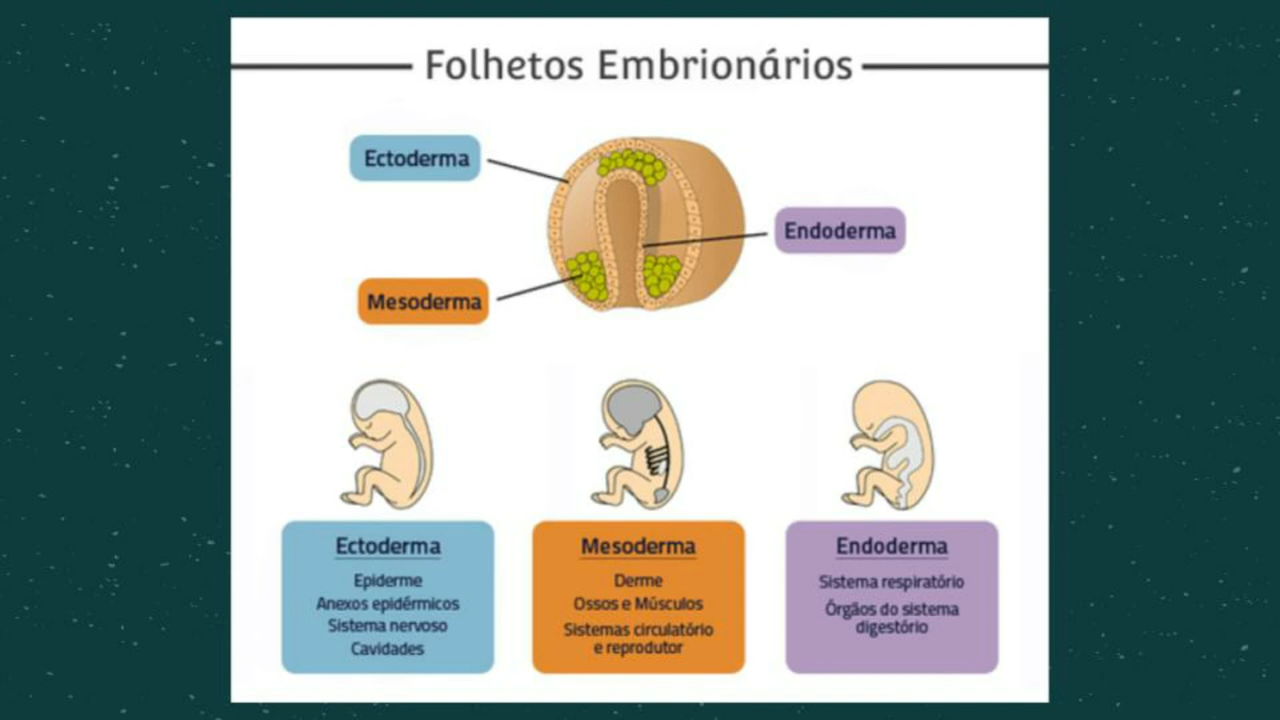 Folhetos Embrionários
Ectoderma
Endoderma
Mesoderma
Ectoderma
Epiderme
Anexos epidérmicos
Sistema nervoso
Cavidades
Mesoderma
Derme
Ossos e Músculos
Sistemas circulatório
e reprodutor
Endoderma
Sistema respiratório
Órgãos do sistema
digestório